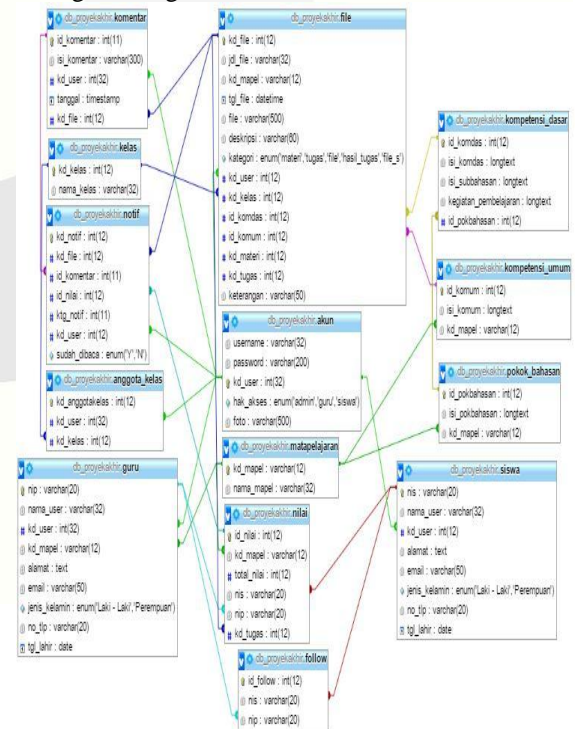 db_proyekakhir.komentar
id_komentar : int(11)
isi_komentar : varchar(300)
kd_user : int(32)
tanggal : timestamp
kd_file : int(12)
db_proyekakhir.kelas
kd_kelas : int(12)
nama_kelas : varchar(32)
db_proyekakhir.notif
kd_notif : int(12)
kd_file : int(12)
id_komentar : int(11)
id_nilai : int(12)
ktg_notif : int(11)
kd_user : int(12)
sudah_dibaca : enum('Y','N')
db_proyekakhir.anggota_kelas
kd_anggotakelas : int(12)
kd_user : int(32)
kd_kelas : int(12)
db_proyekakhir.guru
nip : varchar(20)
nama_user : varchar(32)
kd_user : int(32)
kd_mapel : varchar(12)
alamat : text
email : varchar(50)
jenis_kelamin : enum('Laki - Laki','Perempuan')
no_tlp : varchar(20)
tgl_lahir : date
db_proyekakhir.file
kd_file : int(12)
jdl_file : varchar(32)
kd_mapel : varchar(12)
tgl_file : datetime
file : varchar(500)
deskripsi : varchar(60)
kategori : enum('materi','tugas','file','hasil_tugas','file_s')
kd_user : int(12)
kd_kelas : int(12)
id_komdas : int(12)
id_komum : int(12)
kd_materi : int(12)
kd_tugas : int(12)
keterangan : varchar(50)
db_proyekakhir.akun
username : varchar(32)
password : varchar(200)
kd_user : int(32)
hak_akses : enum('admin','guru','siswa')
foto : varchar(500)
db_proyekakhir.matapelajaran
kd_mapel : varchar(12)
nama_mapel : varchar(32)
db_proyekakhir.nilai
id_nilai : int(12)
kd_mapel : varchar(12)
total_nilai : int(12)
nis : varchar(20)
nip : varchar(20)
kd_tugas : int(12)
db_proyekakhir.follow
id_follow : int(12)
nis : varchar(20)
nip : varchar(20)
db_proyekakhir.kompetensi_dasar
id_komdas : int(12)
isi_komdas : longtext
isi_subbahasan : longtext
kegiatan_pembelajaran : longtext
id_pokbahasan : int(12)
db_proyekakhir.kompetensi_umum
id_komum : int(12)
isi_komum : longtext
kd_mapel : varchar(12)
db_proyekakhir.pokok_bahasan
id_pokbahasan : int(12)
isi_pokbahasan : longtext
kd_mapel : varchar(12)
db_proyekakhir.siswa
nis : varchar(20)
nama_user : varchar(32)
kd_user : int(12)
alamat : text
email : varchar(50)
jenis_kelamin : enum('Laki - Laki','Perempuan')
no_tlp : varchar(20)
tgl_lahir : date